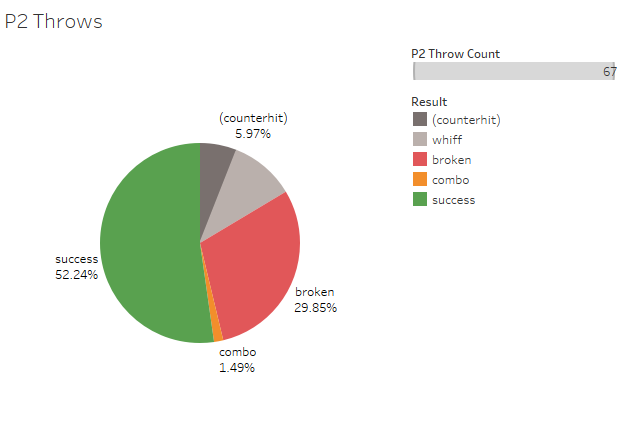 P2 Throws
P2 Throw Count
67
Result
(counterhit)
whiff
broken
combo
success
(counterhit)
5.97%
success
52.24%
broken
29.85%
combo
1.49%